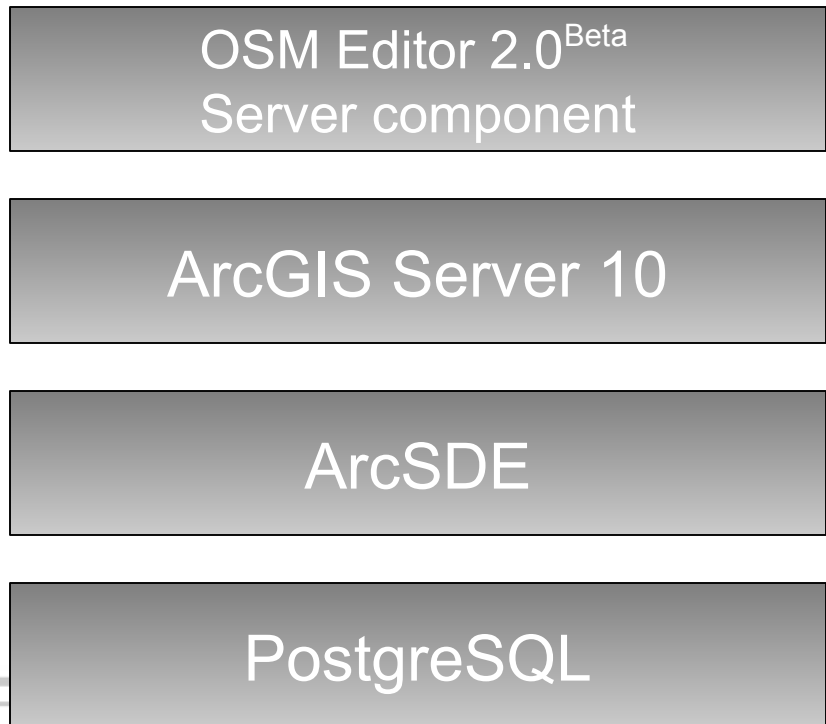 OSM Editor 2.0Beta
Server component
ArcGIS Server 10
ArcSDE
PostgreSQL